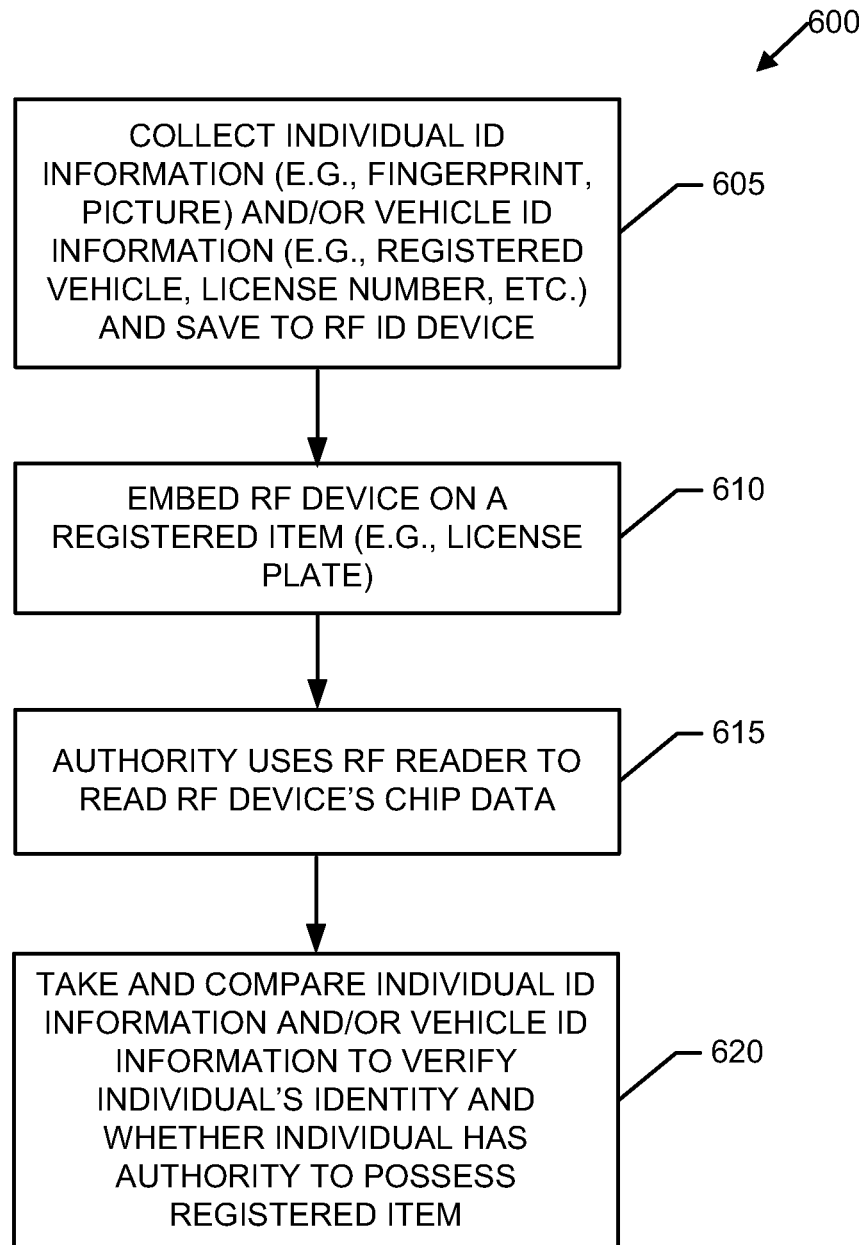 600
COLLECT INDIVIDUAL ID
INFORMATION (E.G., FINGERPRINT,
PICTURE) AND/OR VEHICLE ID
INFORMATION (E.G., REGISTERED
VEHICLE, LICENSE NUMBER, ETC.)
AND SAVE TO RF ID DEVICE
605
EMBED RF DEVICE ON A
REGISTERED ITEM (E.G., LICENSE
PLATE)
610
AUTHORITY USES RF READER TO
READ RF DEVICE'S CHIP DATA
615
TAKE AND COMPARE INDIVIDUAL ID
INFORMATION AND/OR VEHICLE ID
INFORMATION TO VERIFY
INDIVIDUAL'S IDENTITY AND
WHETHER INDIVIDUAL HAS
AUTHORITY TO POSSESS
REGISTERED ITEM
620